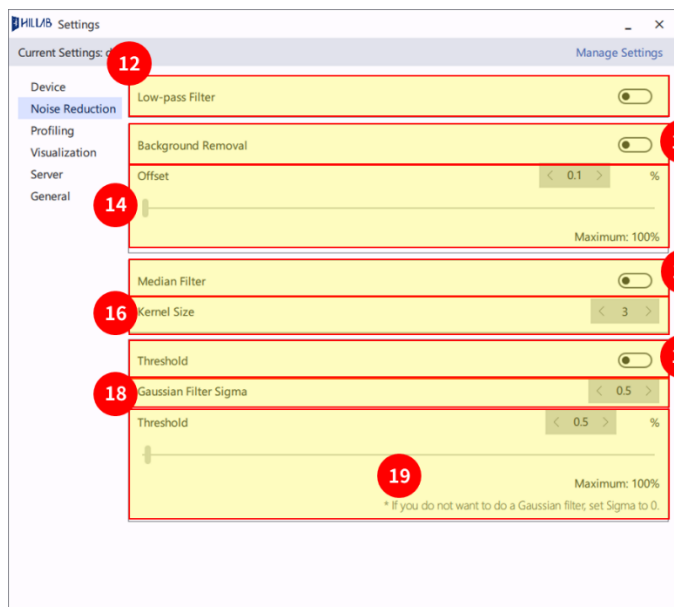 HILLAB Settings
Current Settings: d
Manage Settings
12
Device
Noise Reduction
Profiling
Visualization
Server
General
Low-pass Filter
Background Removal
Offset
0.1
%
14
Maximum: 100%
Median Filter
16
Kernel Size
3
Threshold
18
Gaussian Filter Sigma
0.5
Threshold
0.5
%
19
Maximum: 100%
* If you do not want to do a Gaussian filter, set Sigma to 0.